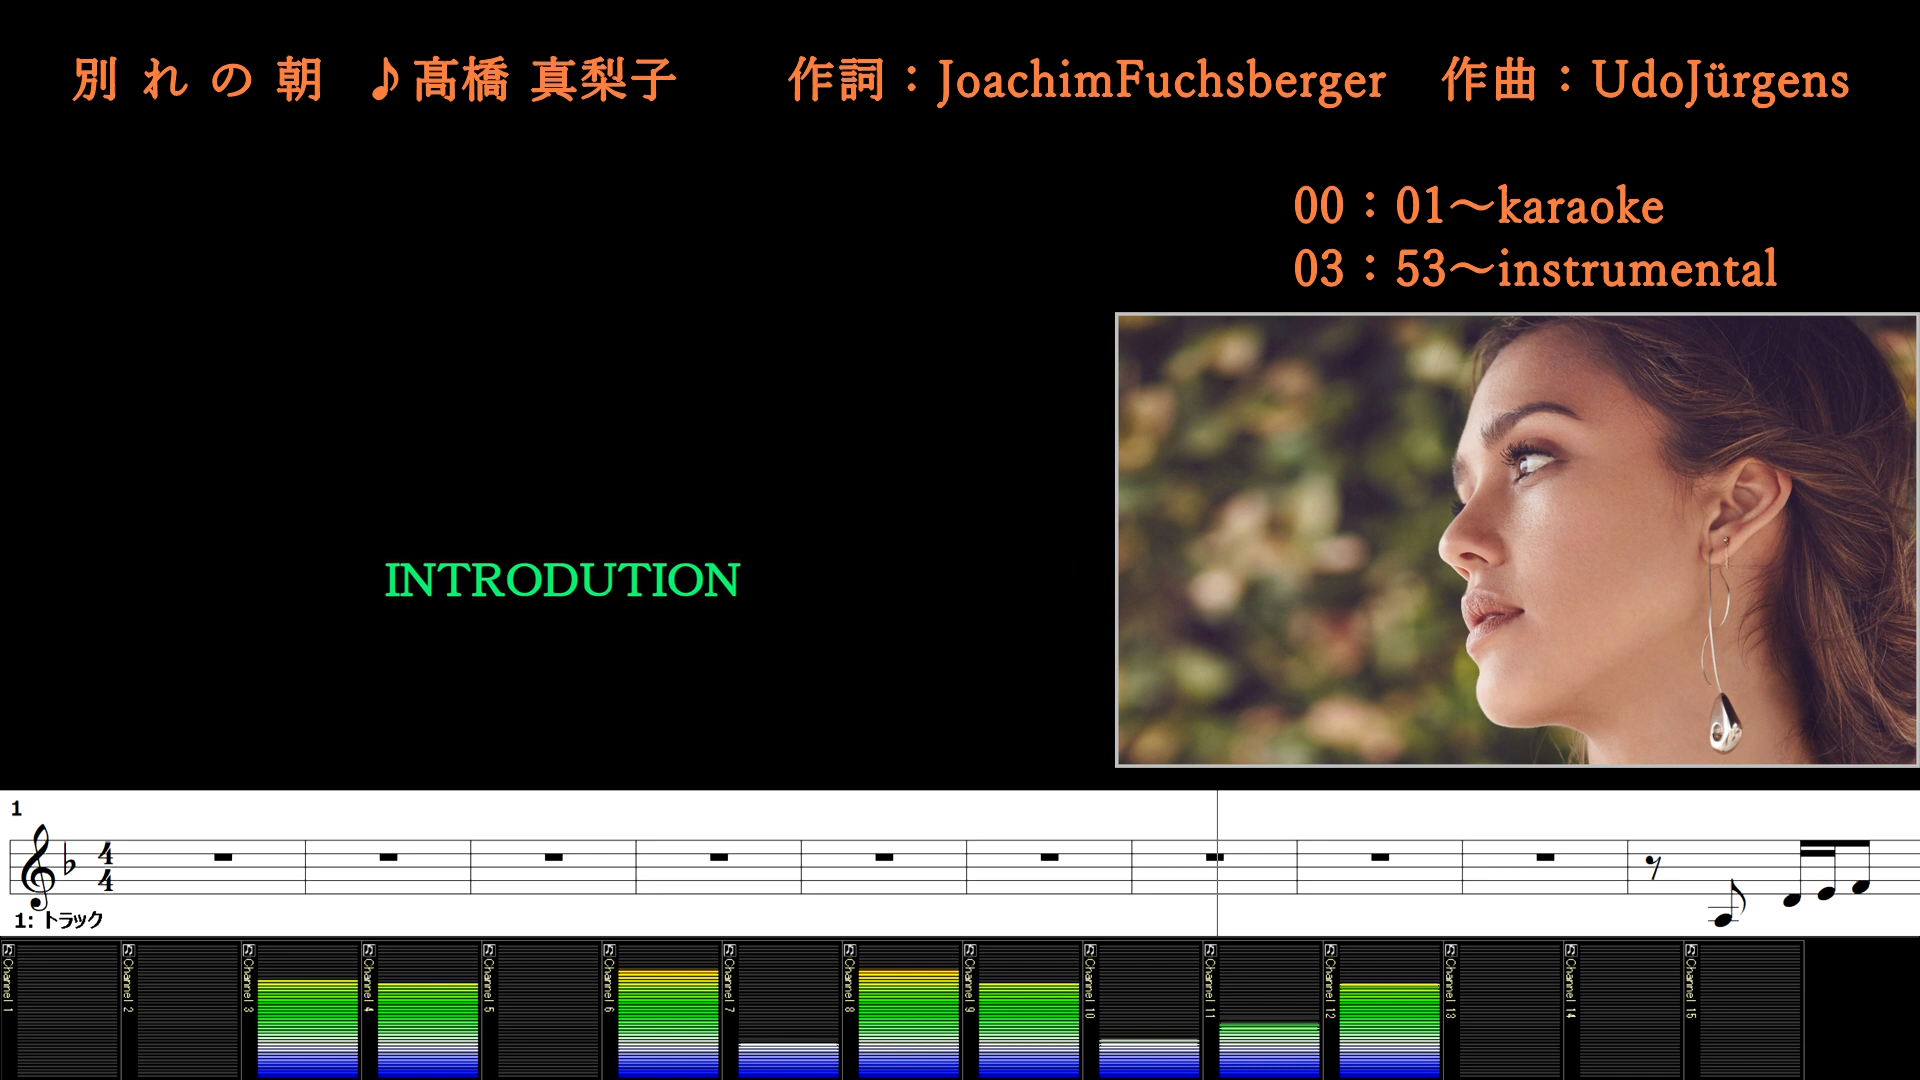 別れの朝 ♪髙橋 真梨子 作詞：JoachimFuchsberger 作曲：UdoJürgens
00：01～karaoke
03：53～instrumental
INTRODUTION
1
4
4
1: トラック
Channel 1
Channel 2
Channel 3
Channel 4
Channel 5
Channel 6
Channel 7
Channel 8
Channel 9
Channel 10
Channel 11
Channel 12
Channel 13
Channel 14
Channel 15